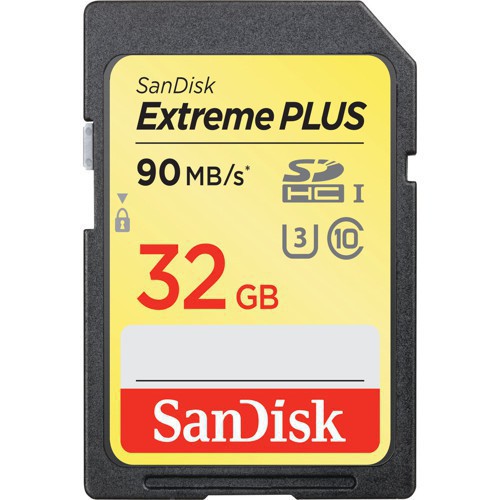 SanDisk
Extreme PLUS
90 MB/s*
SD
HC I
3 10
32 GB
SanDisk